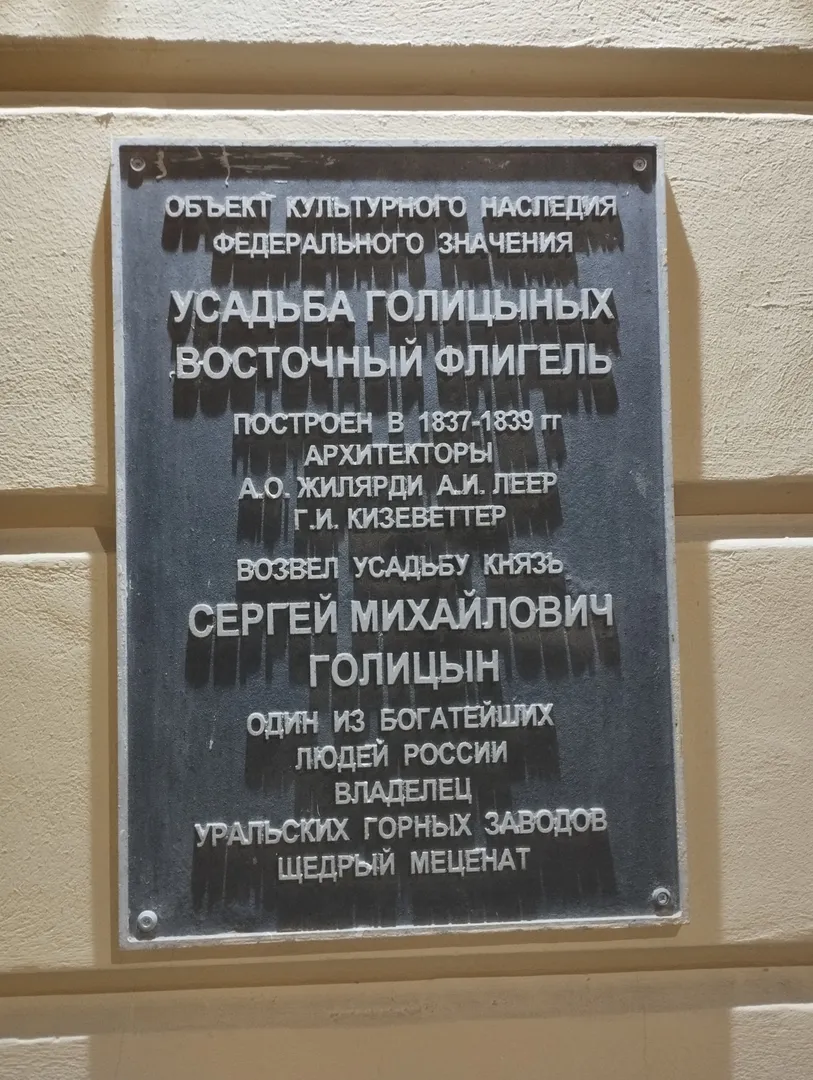 ОБЪЕКТ КУЛЬТУРНОГО НАСЛЕДИЯ
ФЕДЕРАЛЬНОГО ЗНАЧЕНИЯ
УСАДЬБА ГОЛИЦЫНЫХ
ВОСТОЧНЫЙ ФЛИГЕЛЬ
ПОСТРОЕН В 1837-1839 гг
АРХИТЕКТОРЫ
А.О. ЖИЛЯРДИ А.И. ЛЕЕР
Г.И. КИЗЕВЕТТЕР
ВОЗВЕЛ УСАДЬБУ КНЯЗЬ
СЕРГЕЙ МИХАЙЛОВИЧ
ГОЛИЦЫН
ОДИН ИЗ БОГАТЕЙШИХ
ЛЮДЕЙ РОССИИ
ВЛАДЕЛЕЦ
УРАЛЬСКИХ ГОРНЫХ ЗАВОДОВ
ЩЕДРЫЙ МЕЦЕНАТ